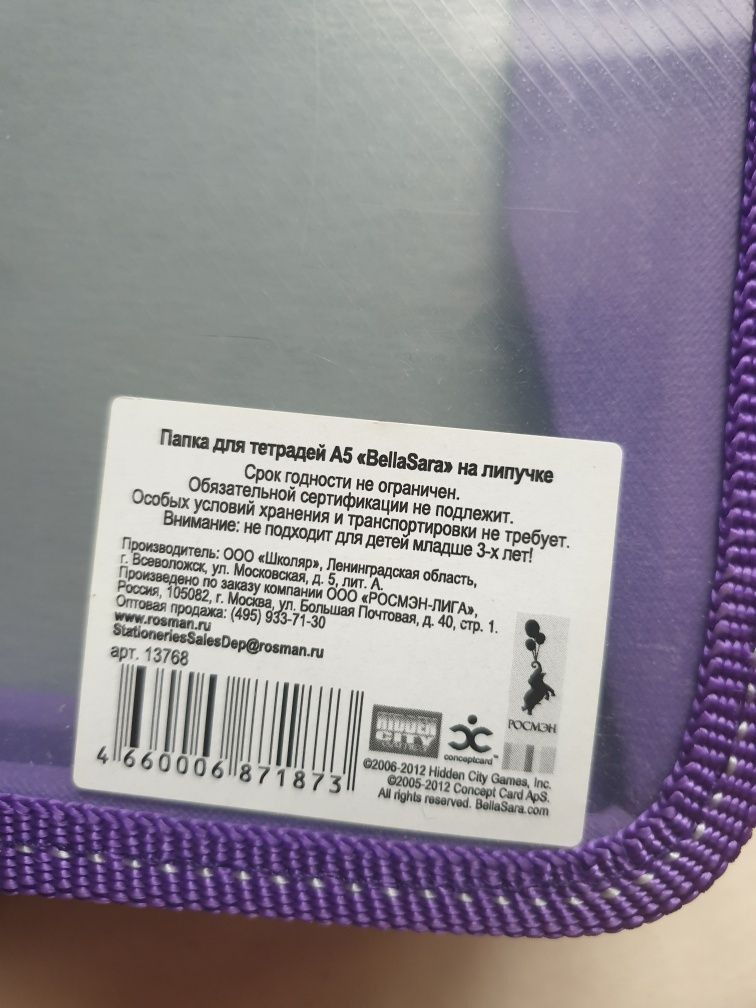 Папка для тетрадей А5 «BellaSara» на липучке
Срок годности не ограничен.
Обязательной сертификации не подлежит.
Особых условий хранения и транспортировки не требует.
Внимание: не подходит для детей младше 3-х лет!
Производитель: ООО «Школяр», Ленинградская область,
г. Всеволожск, ул. Московская, д. 5, лит. А.
Произведено по заказу компании ООО «РОСМЭН-ЛИГА»,
Россия, 105082, г. Москва, ул. Большая Почтовая, д. 40, стр. 1.
Оптовая продажа: (495) 933-71-30
www.rosman.ru
StationeriesSalesDep@rosman.ru
арт. 13768
4 660006 871873
HIDDEN
CITY
conceptcard™
РОСМЭН
©2006-2012 Hidden City Games, Inc.
©2005-2012 Concept Card ApS.
All rights reserved. BellaSara.com